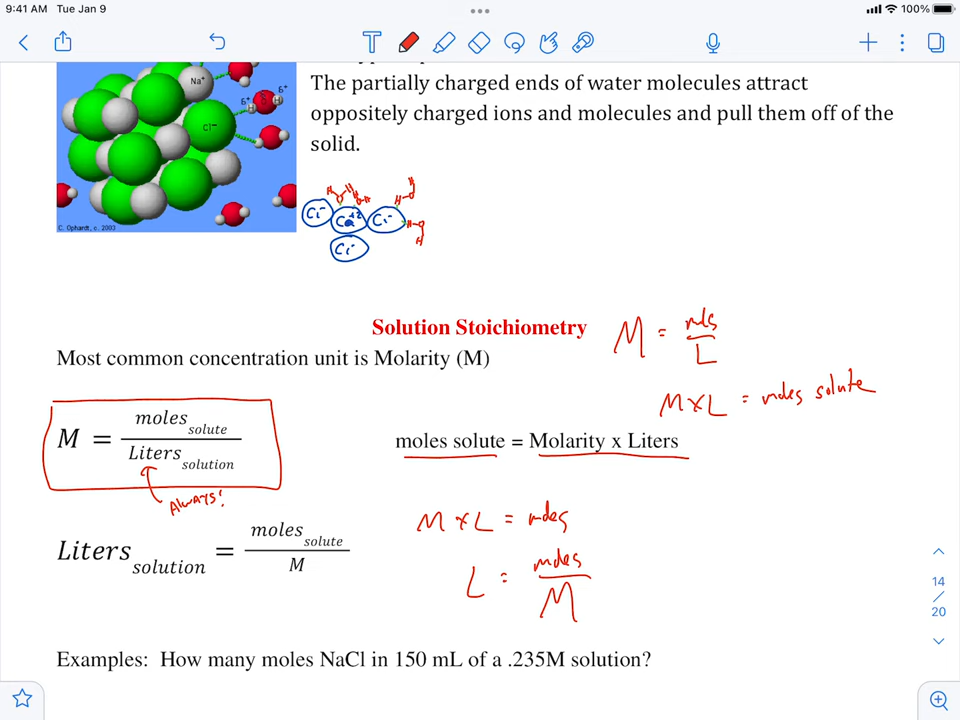 9:41 AM Tue Jan 9
100%
Na⁺
δ⁺
δ⁺
H
H
Cl⁻
C. Ophardt, c. 2003
The partially charged ends of water molecules attract
oppositely charged ions and molecules and pull them off of the
solid.
H H H
O O-H
H-O
H
Cl⁻ Ca⁺² Cl⁻
H-O
H
Cl⁻
Solution Stoichiometry
M = mols / L
Most common concentration unit is Molarity (M)
M x L = moles solute
M = moles solute / Liters solution
moles solute = Molarity x Liters
Always!
M x L = moles
Liters solution = moles solute / M
L = moles / M
14
/
20
Examples: How many moles NaCl in 150 mL of a .235M solution?